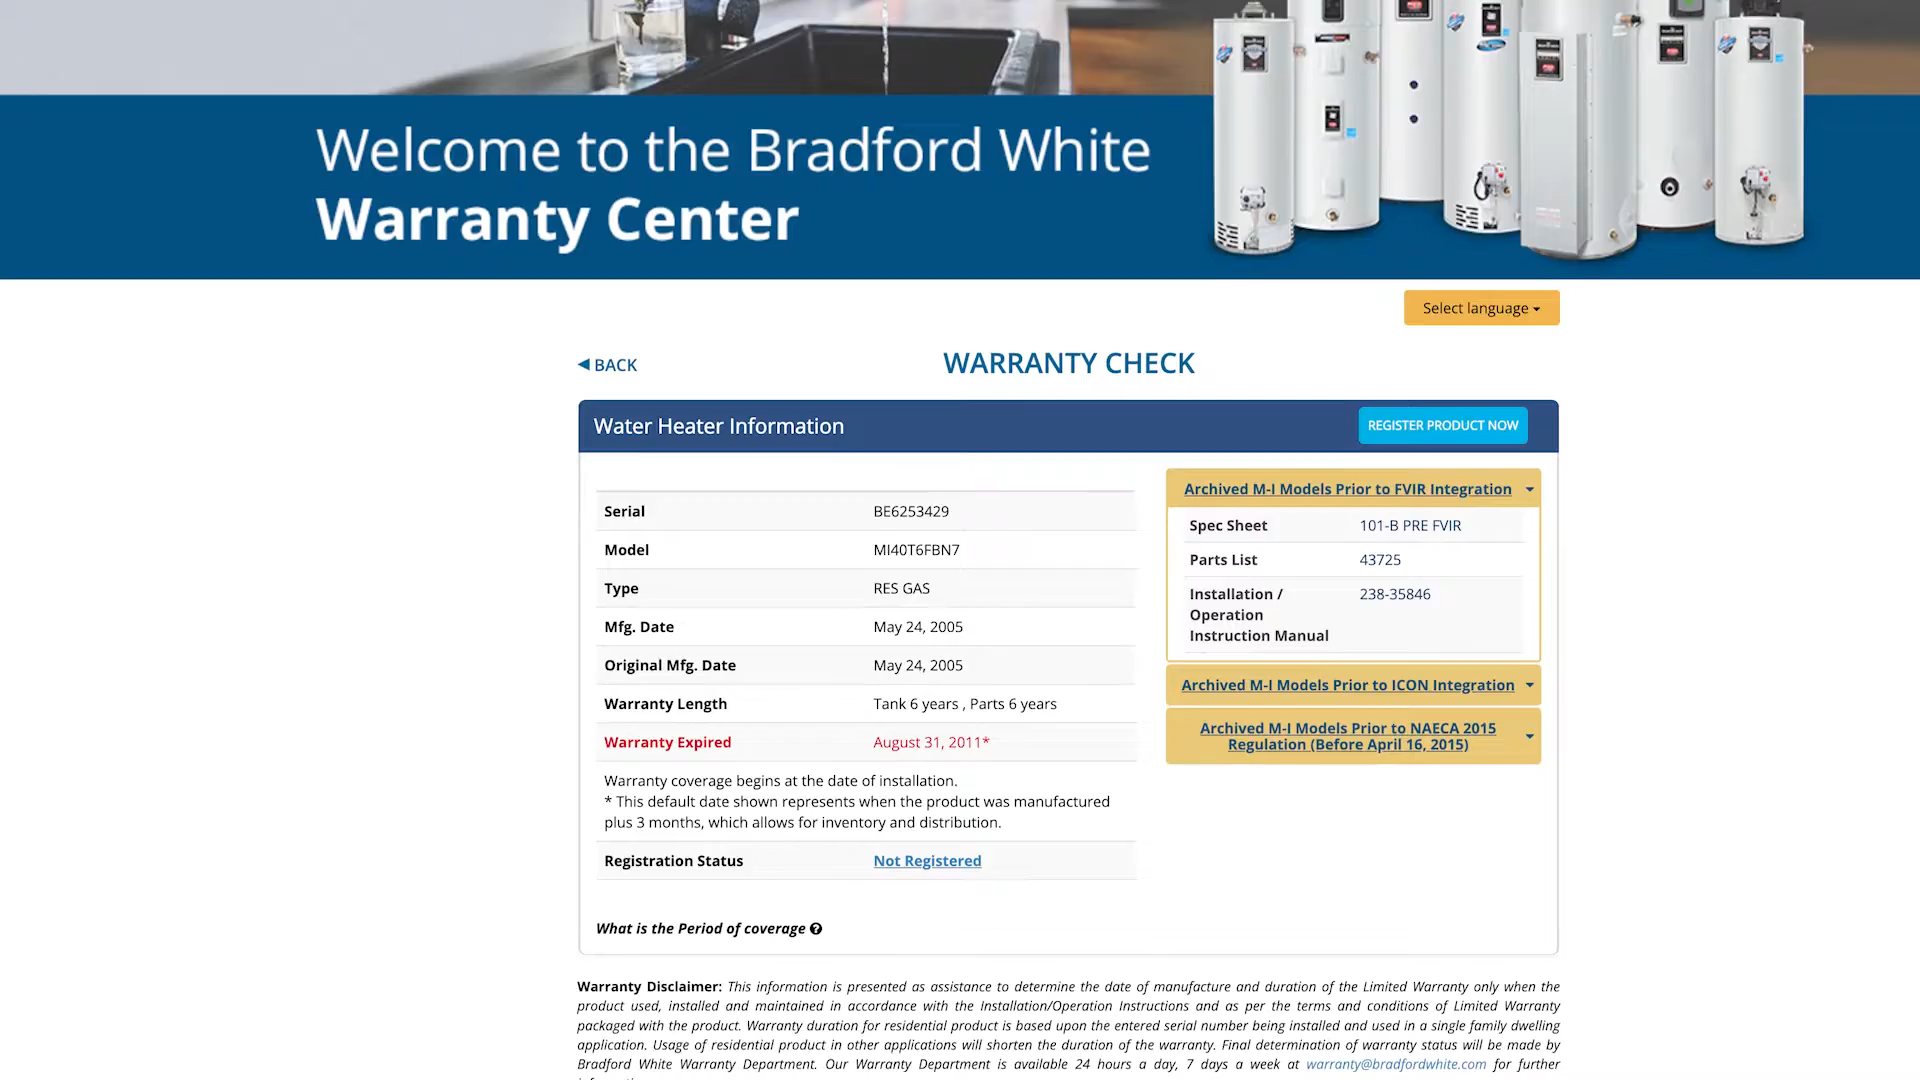 Welcome to the Bradford White
Warranty Center
Select language
BACK
WARRANTY CHECK
Water Heater Information
REGISTER PRODUCT NOW
Serial BE6253429
Model MI40T6FBN7
Type RES GAS
Mfg. Date May 24, 2005
Original Mfg. Date May 24, 2005
Warranty Length Tank 6 years , Parts 6 years
Warranty Expired August 31, 2011*
Warranty coverage begins at the date of installation.
* This default date shown represents when the product was manufactured
plus 3 months, which allows for inventory and distribution.
Registration Status Not Registered
What is the Period of coverage
Archived M-I Models Prior to FVIR Integration
Spec Sheet 101-B PRE FVIR
Parts List 43725
Installation / 238-35846
Operation
Instruction Manual
Archived M-I Models Prior to ICON Integration
Archived M-I Models Prior to NAECA 2015
Regulation (Before April 16, 2015)
Warranty Disclaimer: This information is presented as assistance to determine the date of manufacture and duration of the Limited Warranty only when the
product used, installed and maintained in accordance with the Installation/Operation Instructions and as per the terms and conditions of Limited Warranty
packaged with the product. Warranty duration for residential product is based upon the entered serial number being installed and used in a single family dwelling
application. Usage of residential product in other applications will shorten the duration of the warranty. Final determination of warranty status will be made by
Bradford White Warranty Department. Our Warranty Department is available 24 hours a day, 7 days a week at warranty@bradfordwhite.com for further